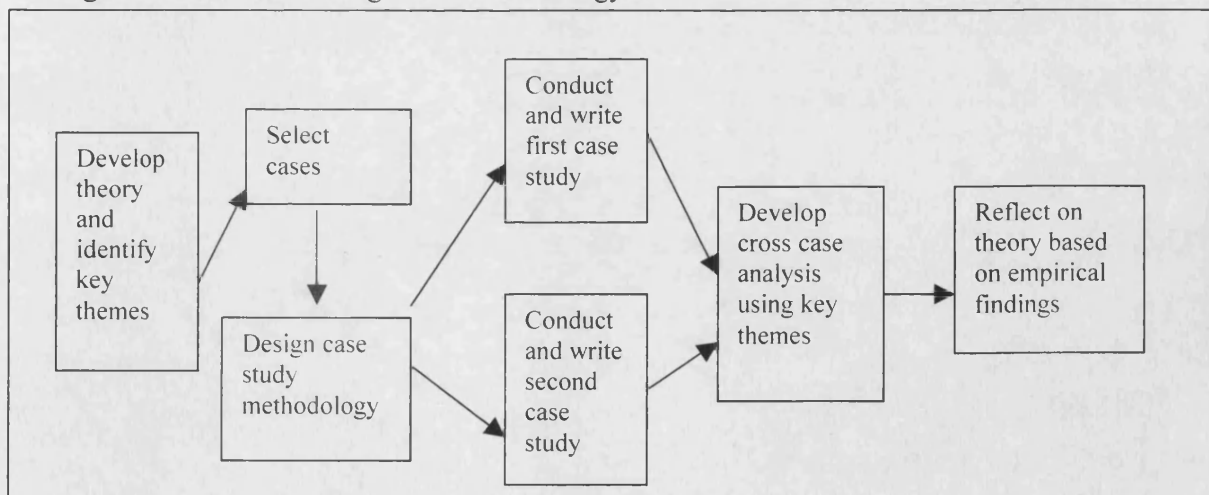 Develop
theory
and
identify
key
themes
Select
cases
Design case
study
methodology
Conduct
and write
first case
study
Conduct
and write
second
case
study
Develop
cross case
analysis
using key
themes
Reflect on
theory based
on empirical
findings